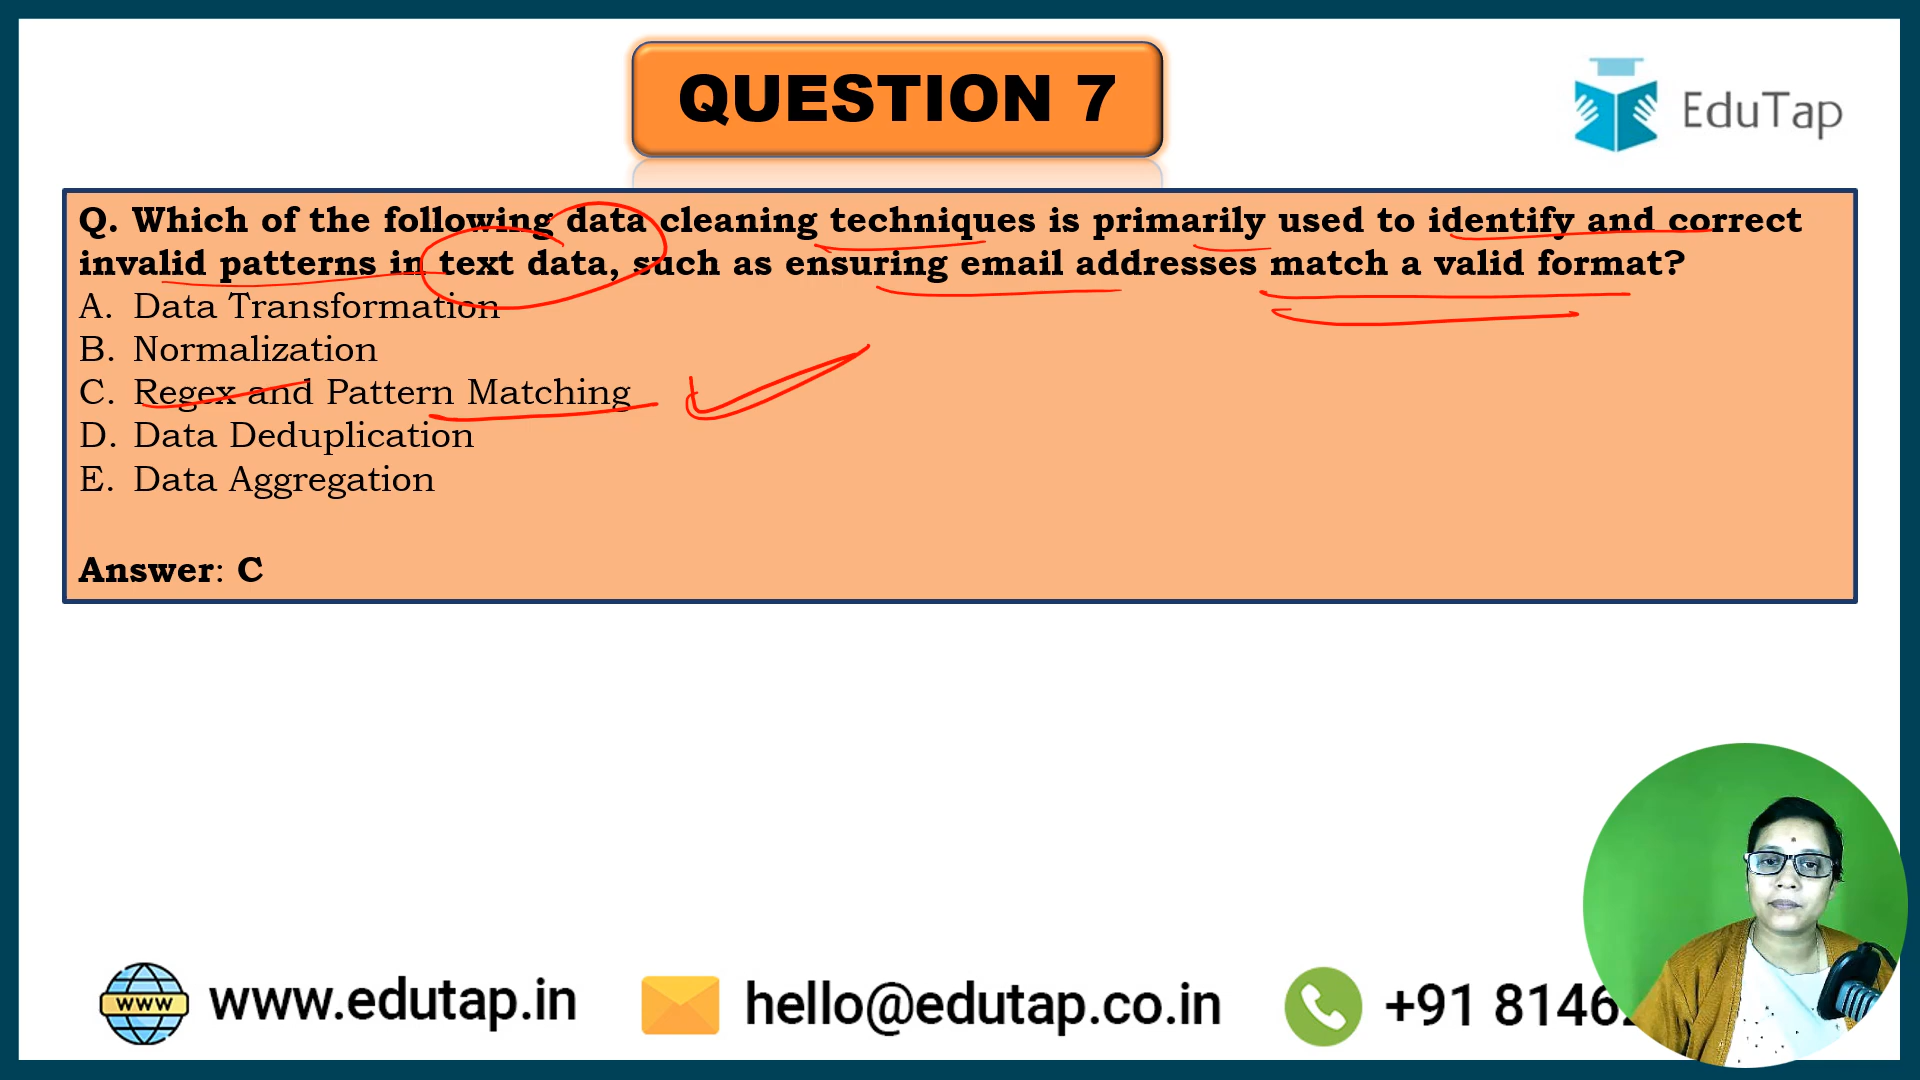 QUESTION 7
EduTap
Q. Which of the following data cleaning techniques is primarily used to identify and correct
invalid patterns in text data, such as ensuring email addresses match a valid format?
A. Data Transformation
B. Normalization
C. Regex and Pattern Matching
D. Data Deduplication
E. Data Aggregation
Answer: C
www www.edutap.in hello@edutap.co.in +91 8146